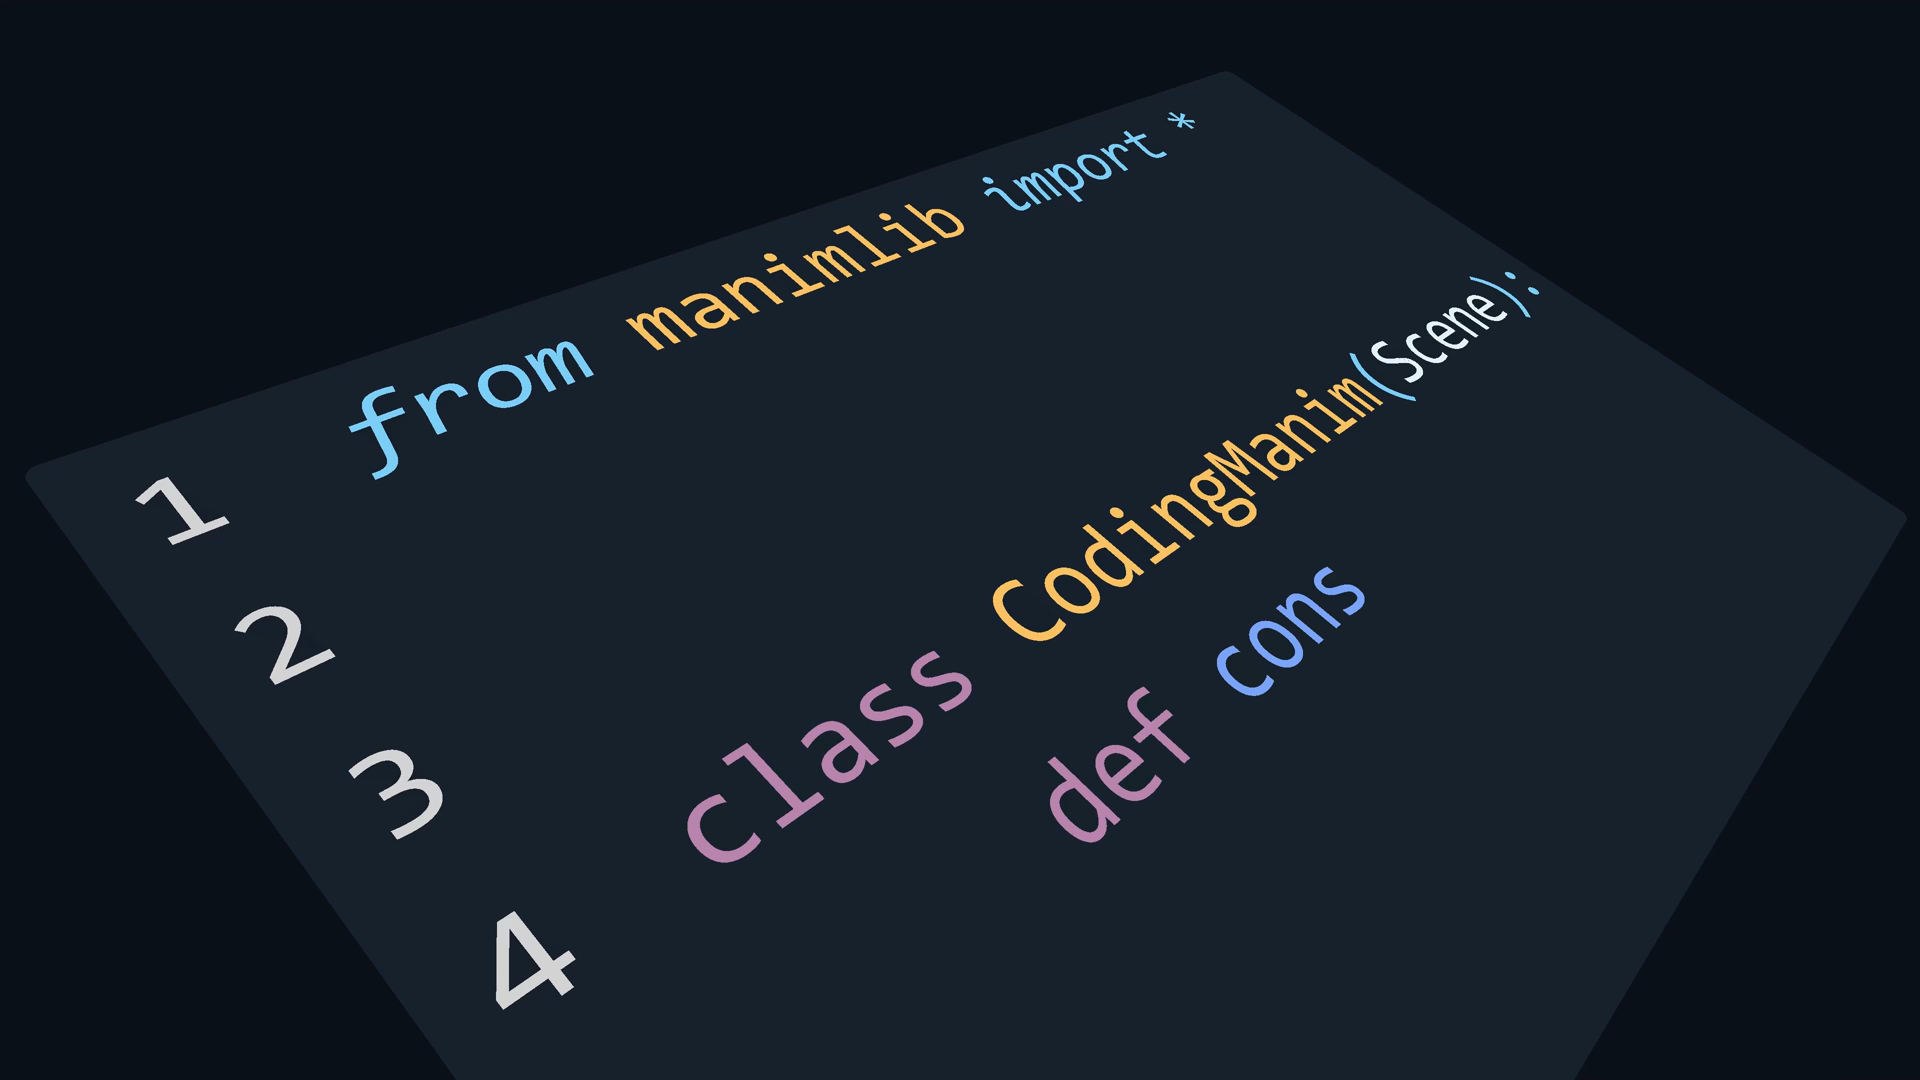 1 from manimlib import *
2
3 class CodingManim(Scene):
4     def cons